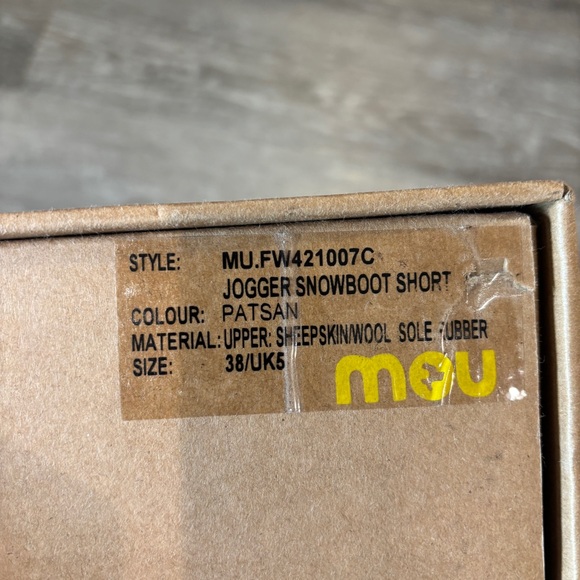 STYLE: MU.FW421007C
JOGGER SNOWBOOT SHORT
COLOUR: PATSAN
MATERIAL: UPPER: SHEEPSKIN/WOOL SOLE RUBBER
SIZE: 38/UK5
mou